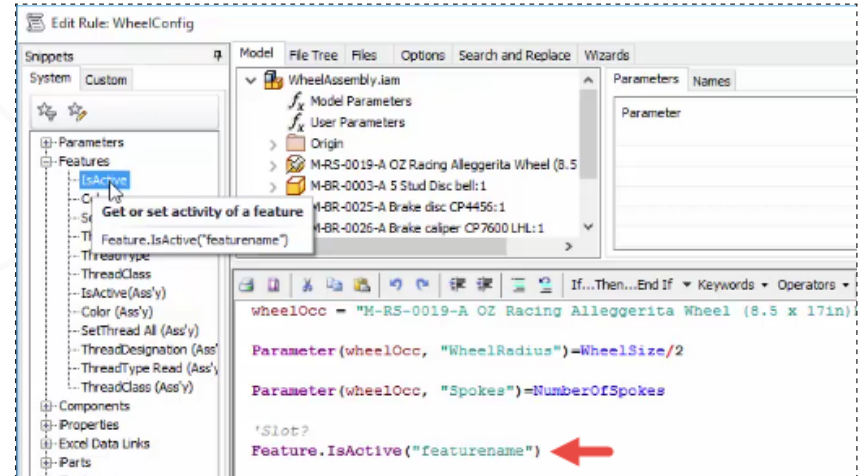 Edit Rule: WheelConfig
Snippets
System Custom
Parameters
Features
IsActive
Get or set activity of a feature
Feature.IsActive("featurename")
ThreadType
ThreadClass
IsActive(Ass'y)
Color (Ass'y)
SetThread All (Ass'y)
ThreadDesignation (Ass'
ThreadType Read (Ass'y
ThreadClass (Ass'y)
Components
Properties
Excel Data Links
Parts
Model File Tree Files Options Search and Replace Wizards
WheelAssembly.iam
Model Parameters
User Parameters
Origin
M-RS-0019-A OZ Racing Alleggerita Wheel (8.5
M-BR-0003-A 5 Stud Disc bell:1
M-BR-0025-A Brake disc CP4456:1
M-BR-0026-A Brake caliper CP7600 LHL:1
Parameters Names
Parameter
If...Then...End If Keywords Operators
wheelOcc = "M-RS-0019-A OZ Racing Alleggerita Wheel (8.5 x 17in)
Parameter(wheelOcc, "WheelRadius")=WheelSize/2
Parameter(wheelOcc, "Spokes")=NumberOfSpokes
'Slot?
Feature.IsActive("featurename")